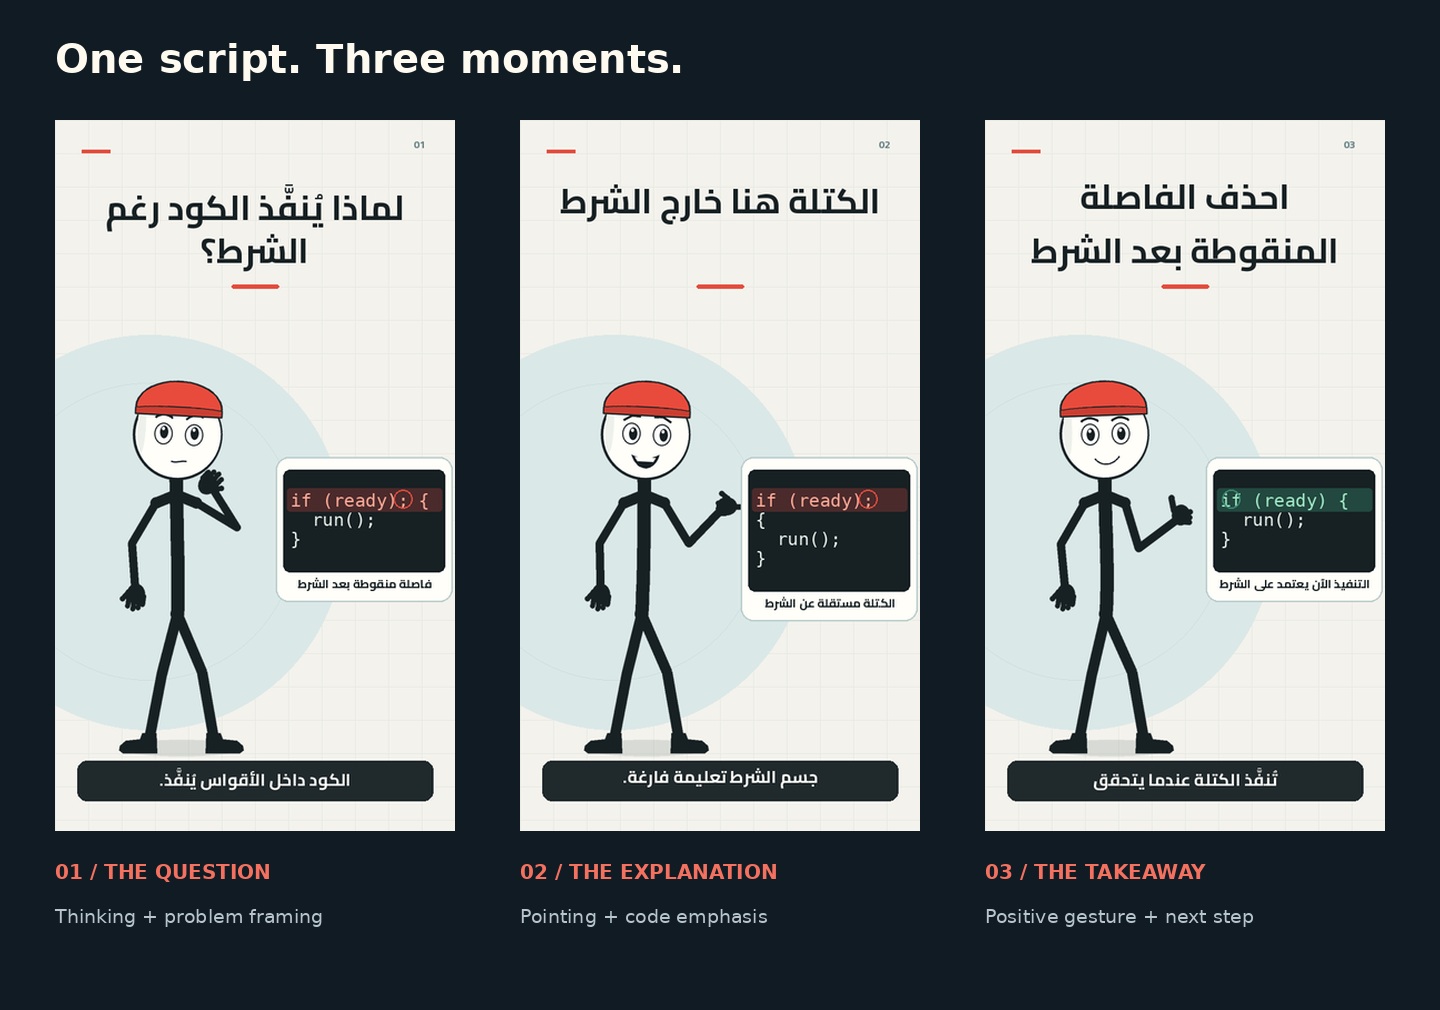 One script. Three moments.
01
لماذا يُنفَّذ الكود رغم
الشرط؟
if (ready); {
  run();
}
فاصلة منقوطة بعد الشرط
الكود داخل الأقواس يُنفَّذ.
01 / THE QUESTION
Thinking + problem framing
02
الكتلة هنا خارج الشرط
if (ready);
{
  run();
}
الكتلة مستقلة عن الشرط
جسم الشرط تعليمة فارغة.
02 / THE EXPLANATION
Pointing + code emphasis
03
احذف الفاصلة
المنقوطة بعد الشرط
if (ready) {
  run();
}
التنفيذ الآن يعتمد على الشرط
تُنفَّذ الكتلة عندما يتحقق
03 / THE TAKEAWAY
Positive gesture + next step